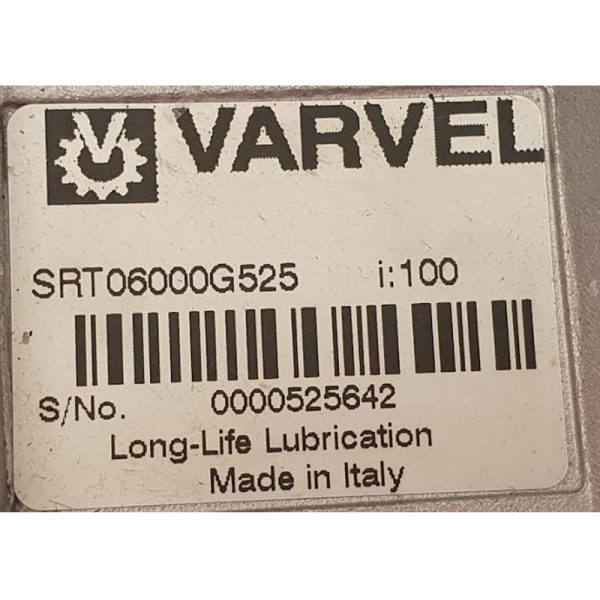 VARVEL
SRT06000G525 i:100
S/No. 0000525642
Long-Life Lubrication
Made in Italy